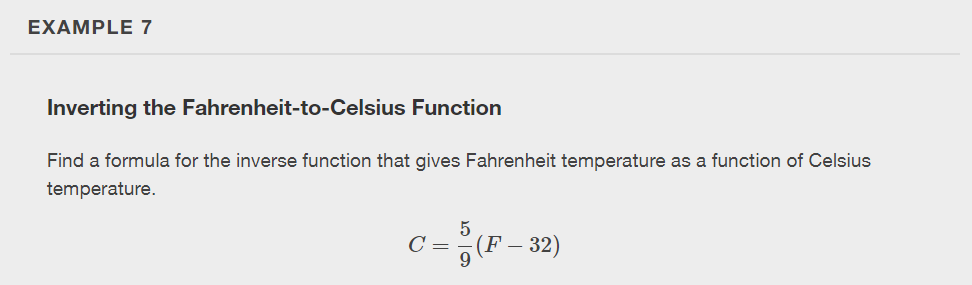 EXAMPLE 7
Inverting the Fahrenheit-to-Celsius Function
Find a formula for the inverse function that gives Fahrenheit temperature as a function of Celsius
temperature.
C = 5/9 (F − 32)